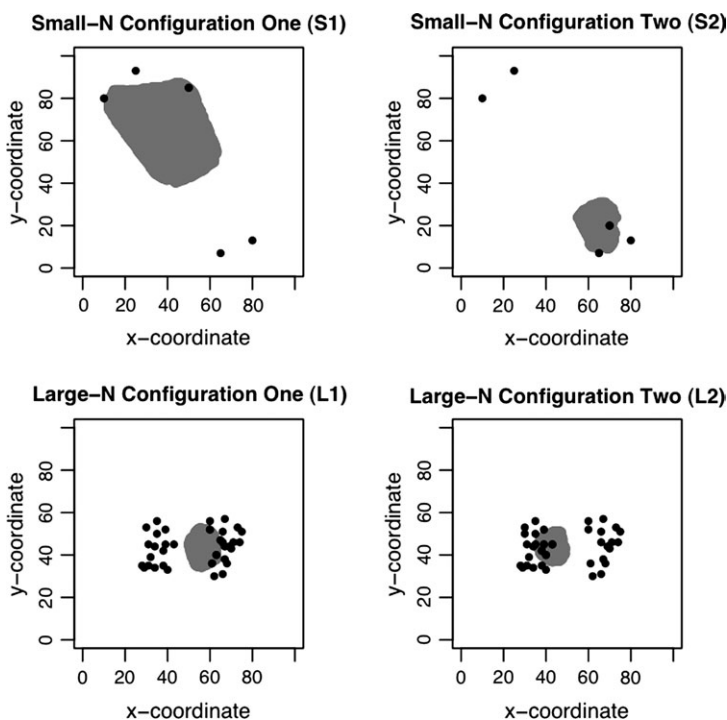 Small−N Configuration One (S1)
y−coordinate
0 20 40 60 80
0 20 40 60 80
x−coordinate
Small−N Configuration Two (S2)
y−coordinate
0 20 40 60 80
0 20 40 60 80
x−coordinate
Large−N Configuration One (L1)
y−coordinate
0 20 40 60 80
0 20 40 60 80
x−coordinate
Large−N Configuration Two (L2)
y−coordinate
0 20 40 60 80
0 20 40 60 80
x−coordinate